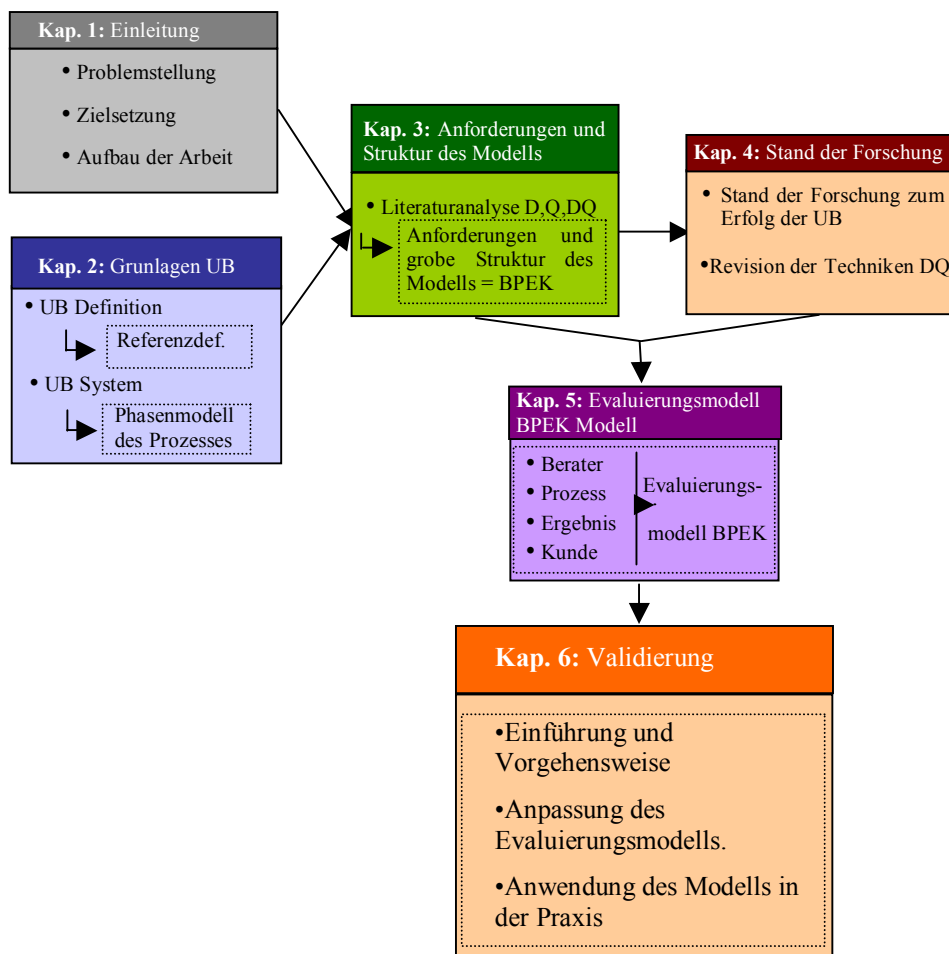 Kap. 1: Einleitung
• Problemstellung
• Zielsetzung
• Aufbau der Arbeit
Kap. 2: Grunlagen UB
• UB Definition
Referenzdef.
• UB System
Phasenmodell
des Prozesses
Kap. 3: Anforderungen und
Struktur des Modells
• Literaturanalyse D,Q,DQ
Anforderungen und
grobe Struktur des
Modells = BPEK
Kap. 4: Stand der Forschung
• Stand der Forschung zum
Erfolg der UB
•Revision der Techniken DQ
Kap. 5: Evaluierungsmodell
BPEK Modell
• Berater
• Prozess
• Ergebnis
• Kunde
Evaluierungs-
modell BPEK
Kap. 6: Validierung
•Einführung und
Vorgehensweise
•Anpassung des
Evaluierungsmodells.
•Anwendung des Modells in
der Praxis